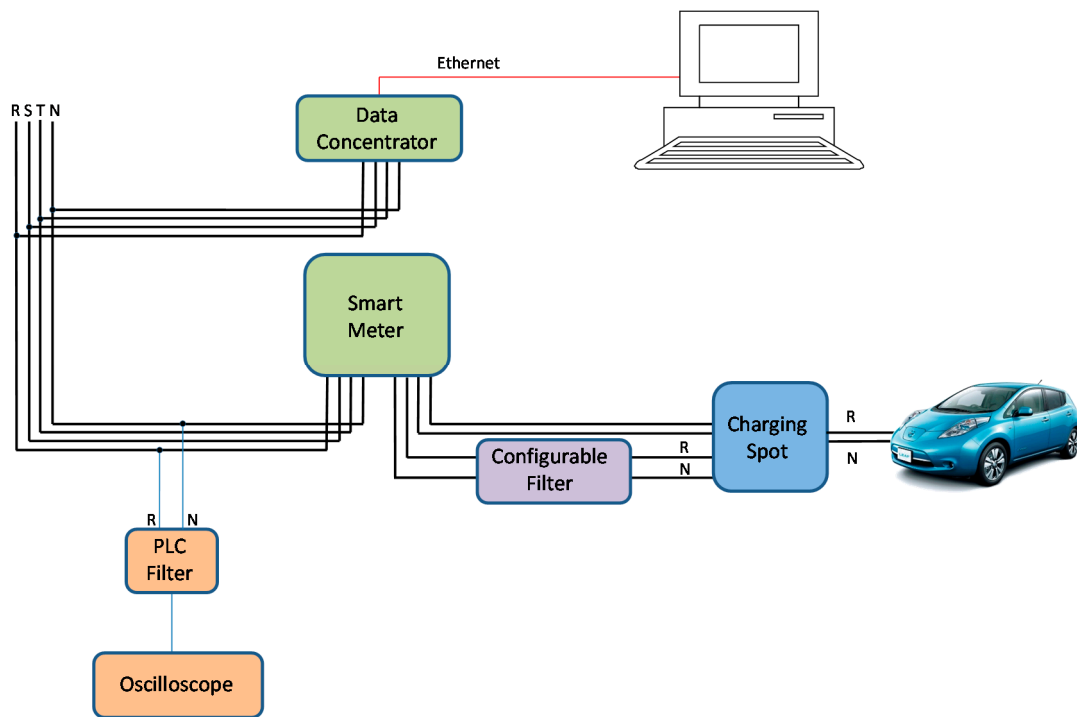 Ethernet
R S T N
Data
Concentrator
Smart
Meter
R
N
Configurable
Filter
Charging
Spot
R
N
R N
PLC
Filter
Oscilloscope